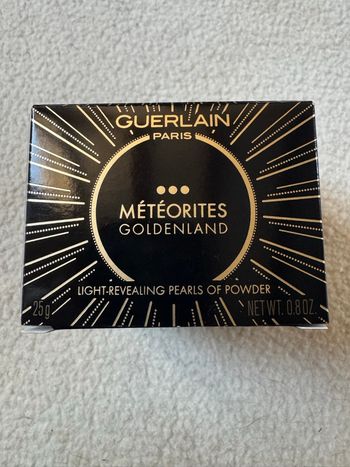 GUERLAIN
PARIS
MÉTÉORITES
GOLDENLAND
LIGHT-REVEALING PEARLS OF POWDER
25g NET WT. 0.8 OZ.